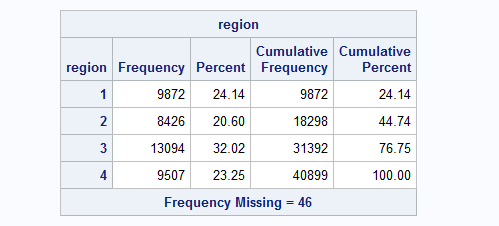 region
region Frequency Percent Cumulative Frequency Cumulative Percent
1 9872 24.14 9872 24.14
2 8426 20.60 18298 44.74
3 13094 32.02 31392 76.75
4 9507 23.25 40899 100.00
Frequency Missing = 46